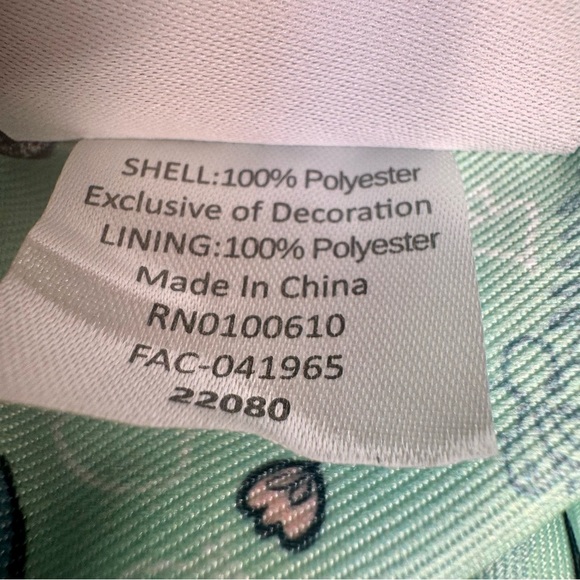 SHELL:100% Polyester
Exclusive of Decoration
LINING:100% Polyester
Made In China
RN0100610
FAC-041965
22080